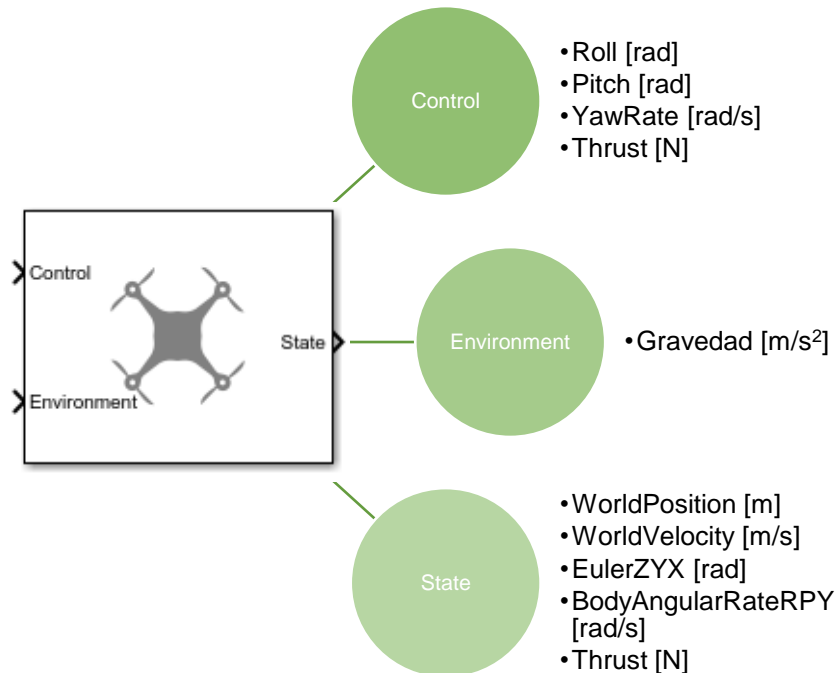 Control
•Roll [rad]
•Pitch [rad]
•YawRate [rad/s]
•Thrust [N]
Control
State
Environment
Environment
•Gravedad [m/s²]
State
•WorldPosition [m]
•WorldVelocity [m/s]
•EulerZYX [rad]
•BodyAngularRateRPY
[rad/s]
•Thrust [N]